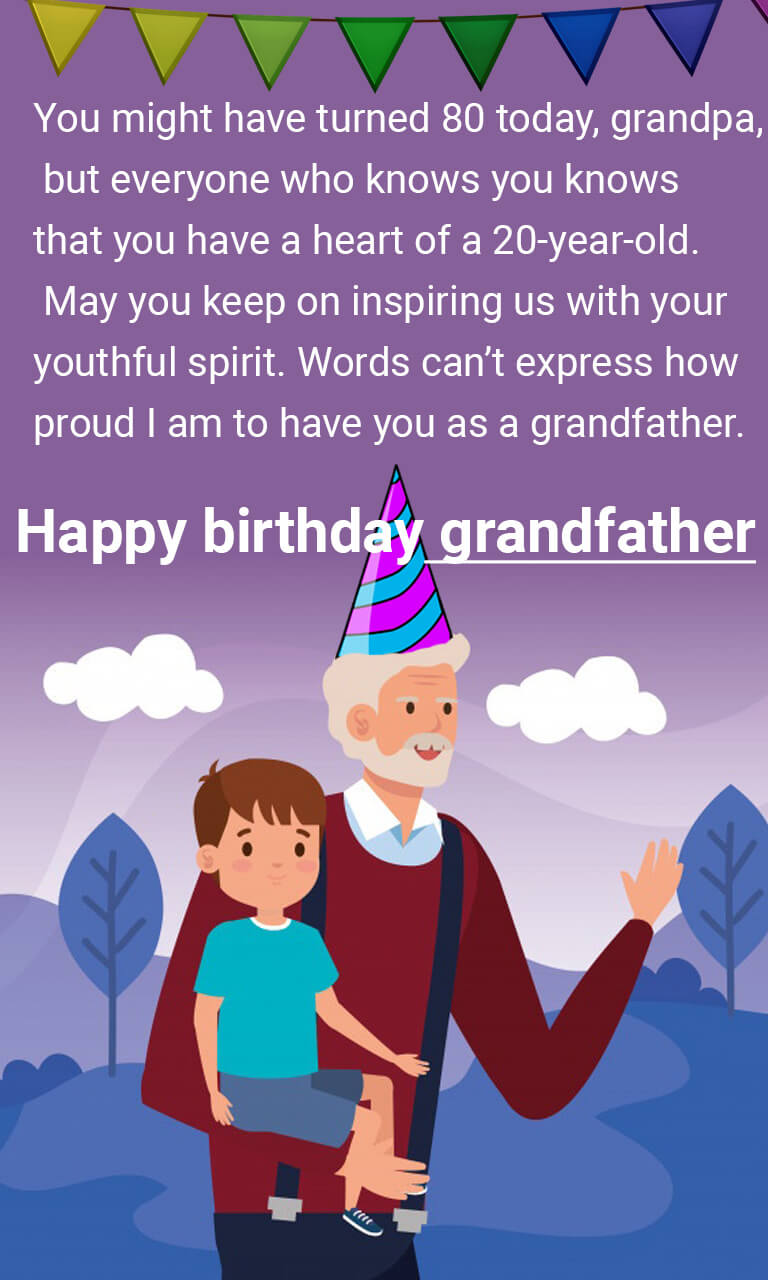 You might have turned 80 today, grandpa,
but everyone who knows you knows
that you have a heart of a 20-year-old.
May you keep on inspiring us with your
youthful spirit. Words can’t express how
proud I am to have you as a grandfather.
Happy birthday grandfather